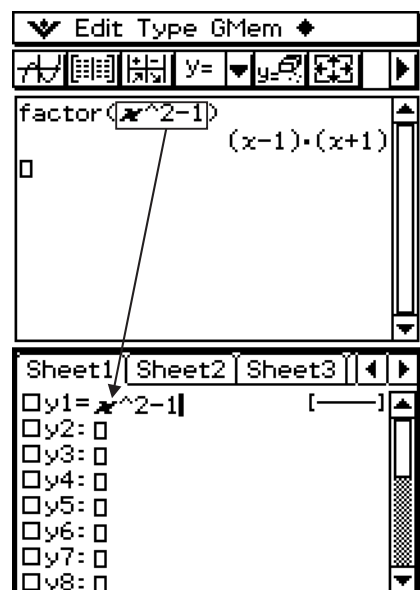 Edit Type GMem
y=
factor(x^2-1)
(x-1)·(x+1)
Sheet1 Sheet2 Sheet3
y1=x^2-1 [—]
y2:
y3:
y4:
y5:
y6:
y7:
y8: